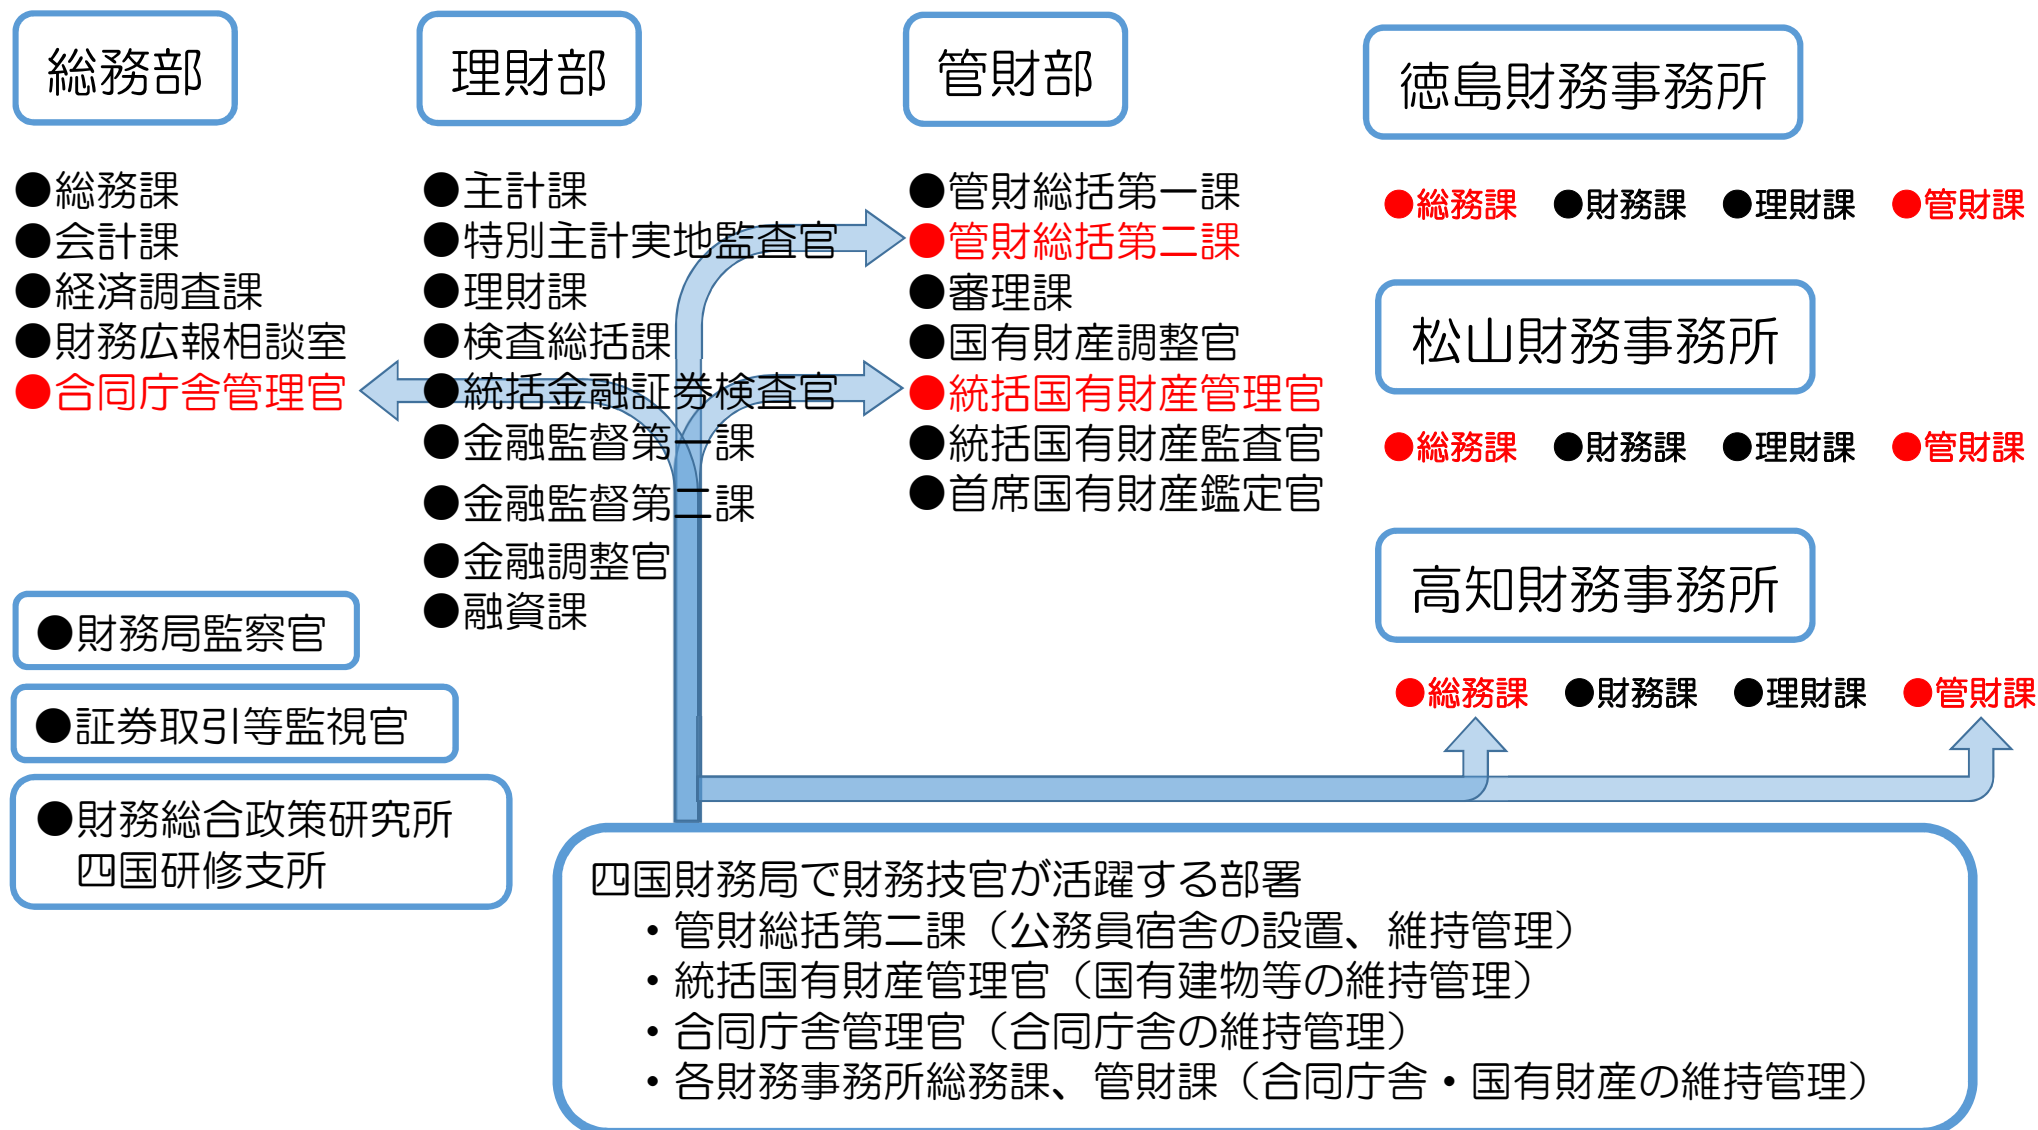 総務部
●総務課
●会計課
●経済調査課
●財務広報相談室
●合同庁舎管理官
●財務局監察官
●証券取引等監視官
●財務総合政策研究所
四国研修支所
理財部
●主計課
●特別主計実地監査官
●理財課
●検査総括課
●統括金融証券検査官
●金融監督第一課
●金融監督第二課
●金融調整官
●融資課
管財部
●管財総括第一課
●管財総括第二課
●審理課
●国有財産調整官
●統括国有財産管理官
●統括国有財産監査官
●首席国有財産鑑定官
徳島財務事務所
●総務課 ●財務課 ●理財課 ●管財課
松山財務事務所
●総務課 ●財務課 ●理財課 ●管財課
高知財務事務所
●総務課 ●財務課 ●理財課 ●管財課
四国財務局で財務技官が活躍する部署
・管財総括第二課（公務員宿舎の設置、維持管理）
・統括国有財産管理官（国有建物等の維持管理）
・合同庁舎管理官（合同庁舎の維持管理）
・各財務事務所総務課、管財課（合同庁舎・国有財産の維持管理）